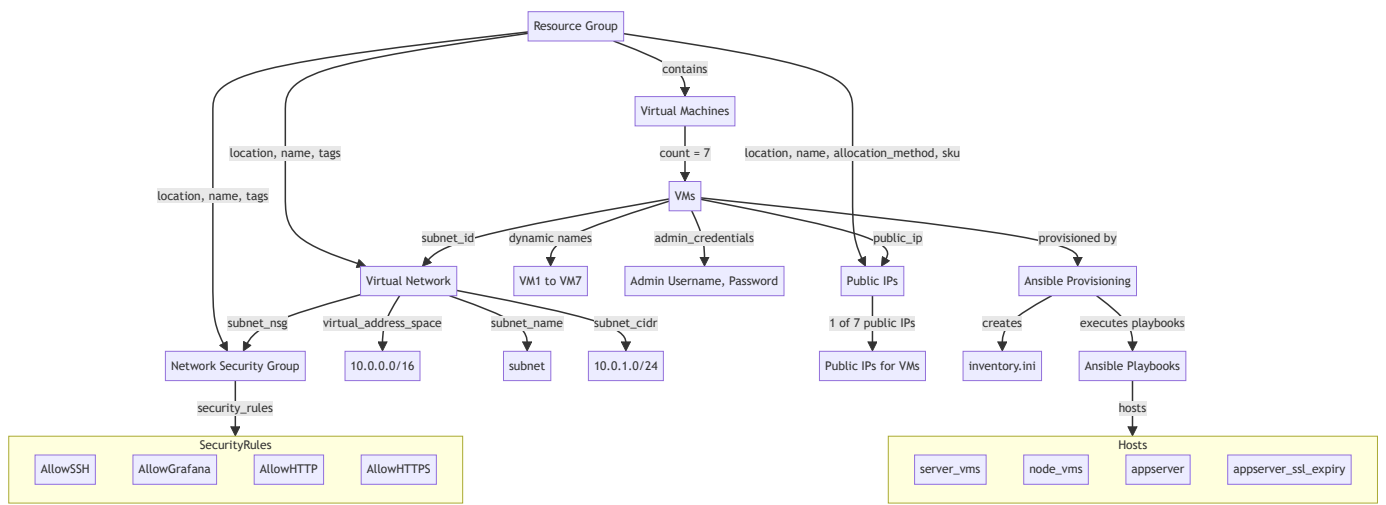 Resource Group
contains
Virtual Machines
location, name, tags
count = 7
location, name, allocation_method, sku
location, name, tags
VMs
subnet_id
dynamic names
admin_credentials
public_ip
provisioned by
Virtual Network
VM1 to VM7
Admin Username, Password
Public IPs
Ansible Provisioning
subnet_nsg
virtual_address_space
subnet_name
subnet_cidr
1 of 7 public IPs
creates
executes playbooks
Network Security Group
10.0.0.0/16
subnet
10.0.1.0/24
Public IPs for VMs
inventory.ini
Ansible Playbooks
security_rules
hosts
SecurityRules
Hosts
AllowSSH
AllowGrafana
AllowHTTP
AllowHTTPS
server_vms
node_vms
appserver
appserver_ssl_expiry